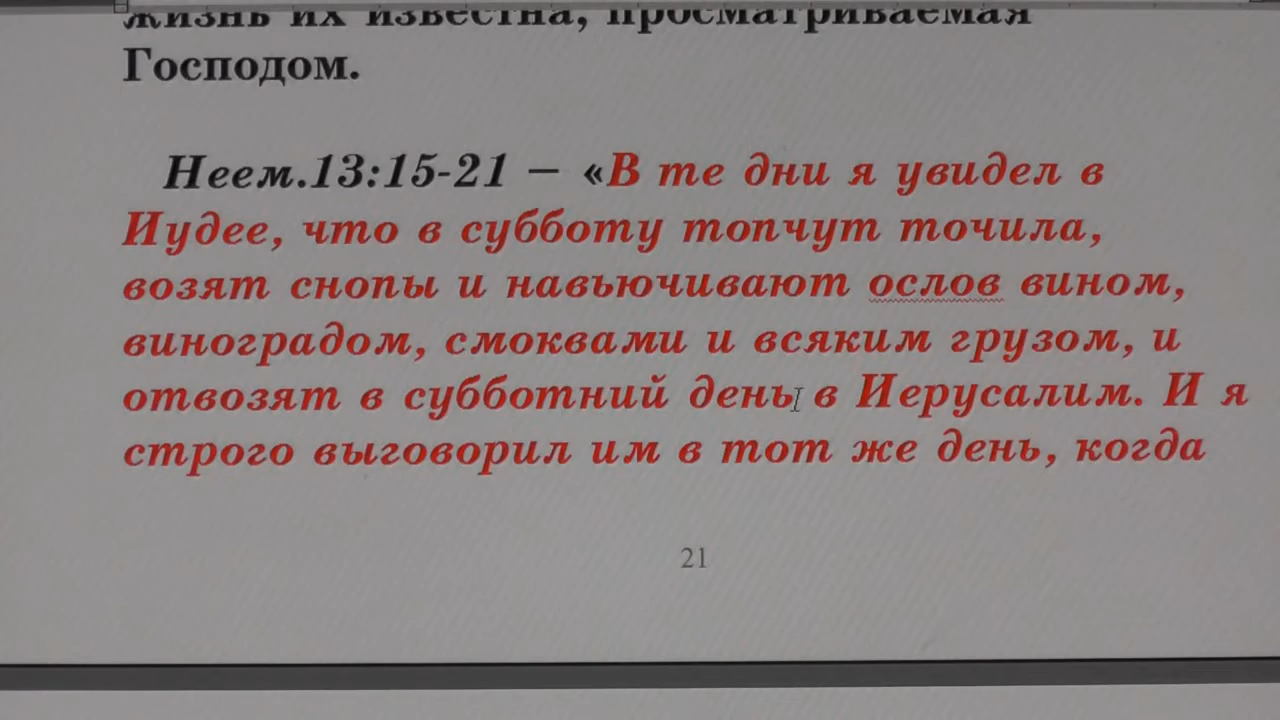 жизнь их известна, просматриваемая
Господом.
Неем.13:15-21 – «В те дни я увидел в
Иудее, что в субботу топчут точила,
возят снопы и навьючивают ослов вином,
виноградом, смоквами и всяким грузом, и
отвозят в субботний день в Иерусалим. И я
строго выговорил им в тот же день, когда
21